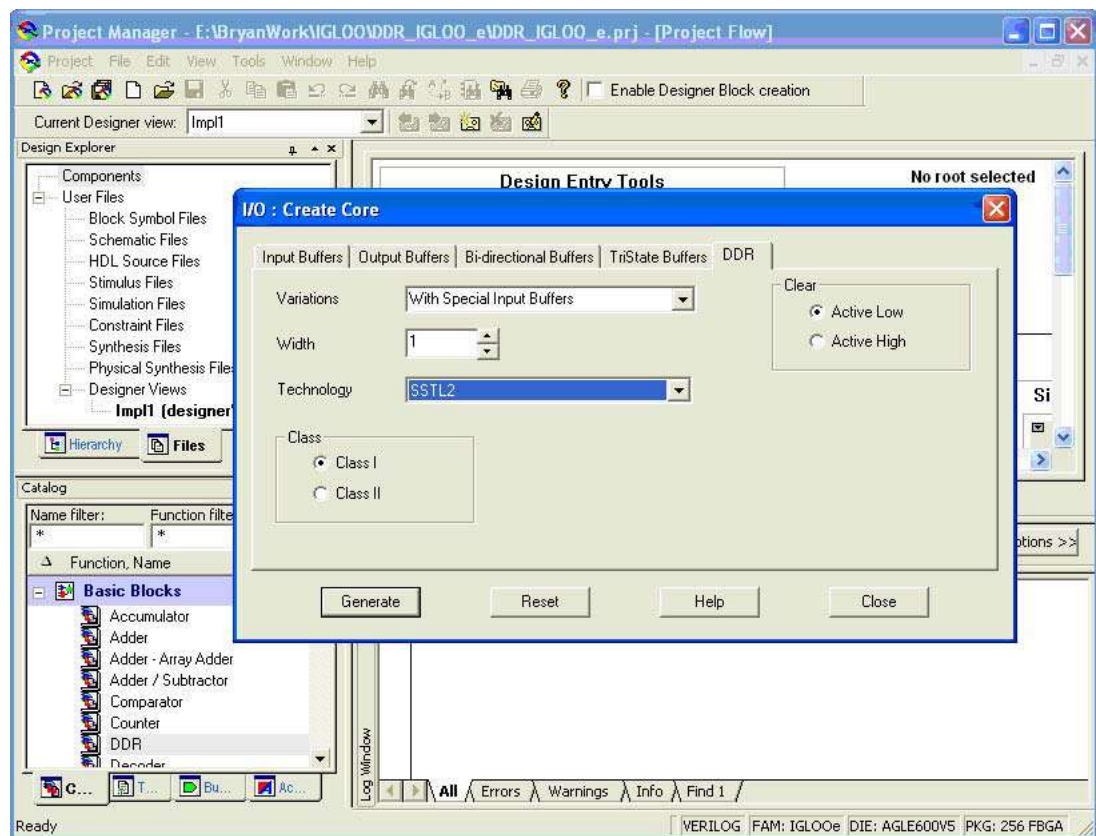 Project Manager - E:\BryanWork\IGLOO\DDR_IGLOO_e\DDR_IGLOO_e.prj - [Project Flow]
Project File Edit View Tools Window Help
Enable Designer Block creation
Current Designer view: Impl1
Design Explorer
Components
User Files
Block Symbol Files
Schematic Files
HDL Source Files
Stimulus Files
Simulation Files
Constraint Files
Synthesis Files
Physical Synthesis File
Designer Views
Impl1 (designer
Hierarchy Files
Design Entry Tools
No root selected
Si
I/O : Create Core
Input Buffers Output Buffers Bi-directional Buffers TriState Buffers DDR
Variations With Special Input Buffers
Width 1
Technology SSTL2
Class
Class I
Class II
Clear
Active Low
Active High
Generate Reset Help Close
Catalog
Name filter: Function filte
* *
Function, Name
Basic Blocks
Accumulator
Adder
Adder - Array Adder
Adder / Subtractor
Comparator
Counter
DDR
Decoder
C... T... Bu... Ac...
ptions >>
Log Window
All Errors Warnings Info Find 1
Ready
VERILOG FAM: IGLOOe DIE: AGLE600V5 PKG: 256 FBGA